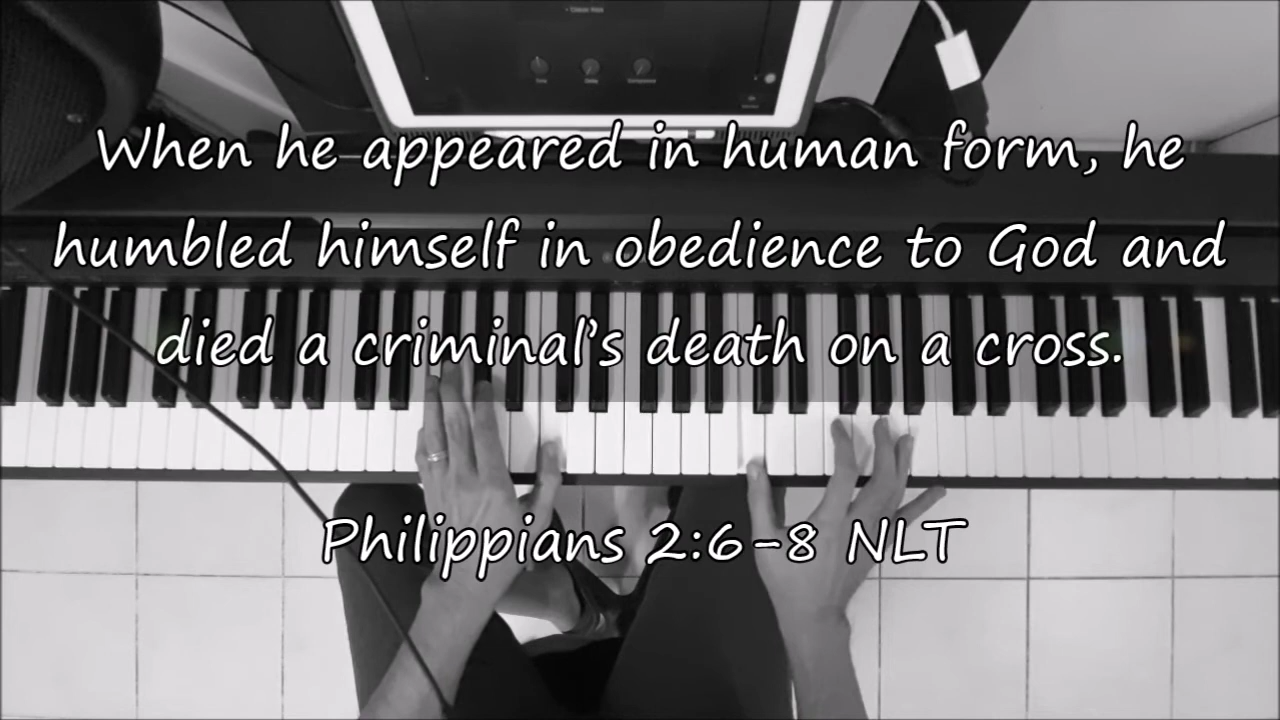 When he appeared in human form, he
humbled himself in obedience to God and
died a criminal's death on a cross.
Philippians 2:6-8 NLT